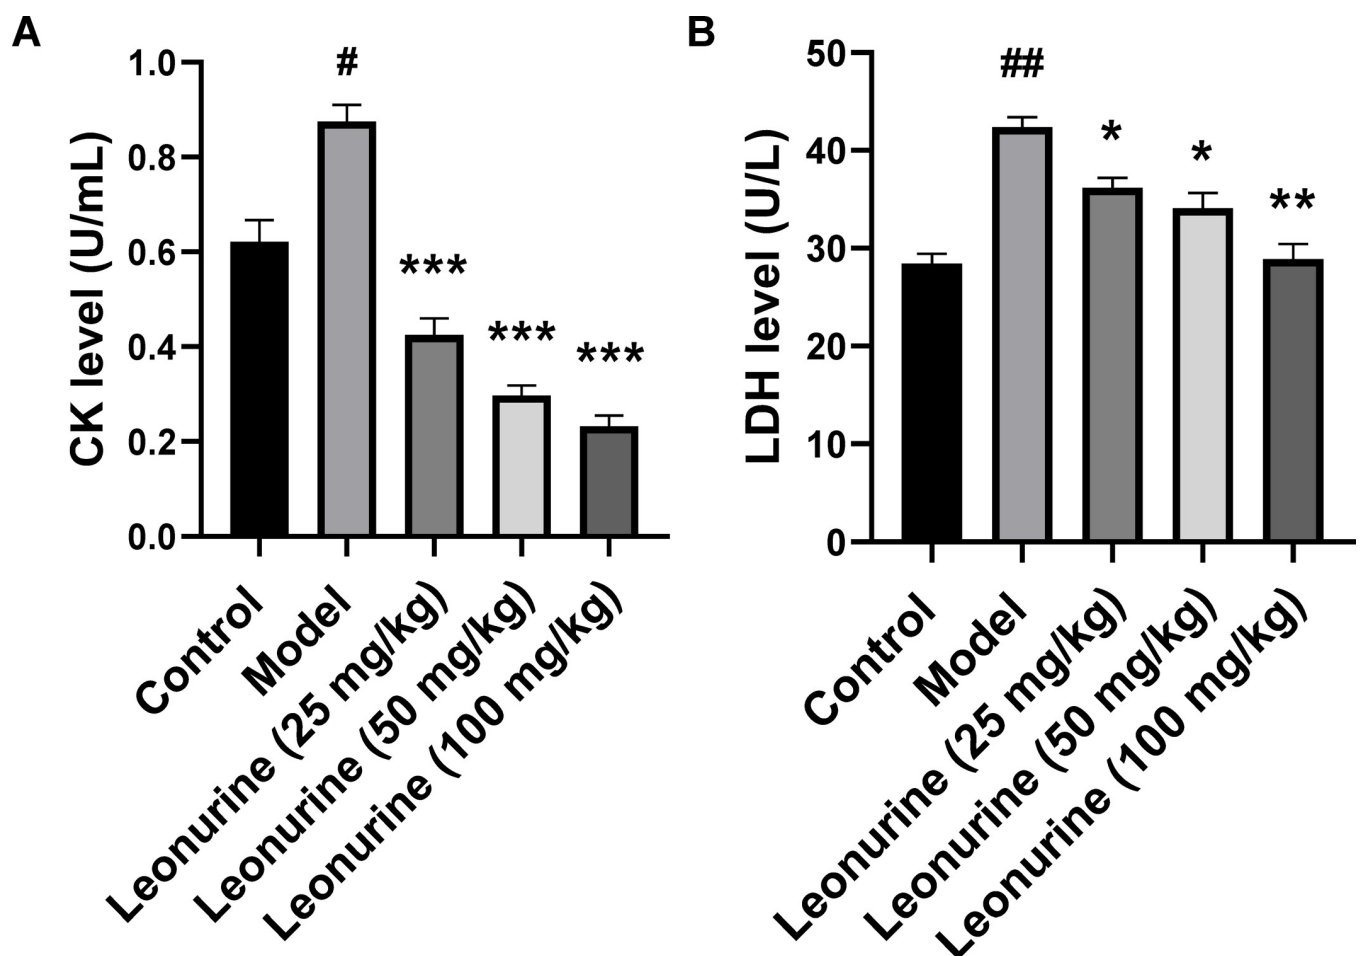 A
CK level (U/mL)
1.0
0.8
0.6
0.4
0.2
0.0
#
***
***
***
Control
Model
Leonurine (25 mg/kg)
Leonurine (50 mg/kg)
Leonurine (100 mg/kg)
B
LDH level (U/L)
50
40
30
20
10
0
##
*
*
**
Control
Model
Leonurine (25 mg/kg)
Leonurine (50 mg/kg)
Leonurine (100 mg/kg)